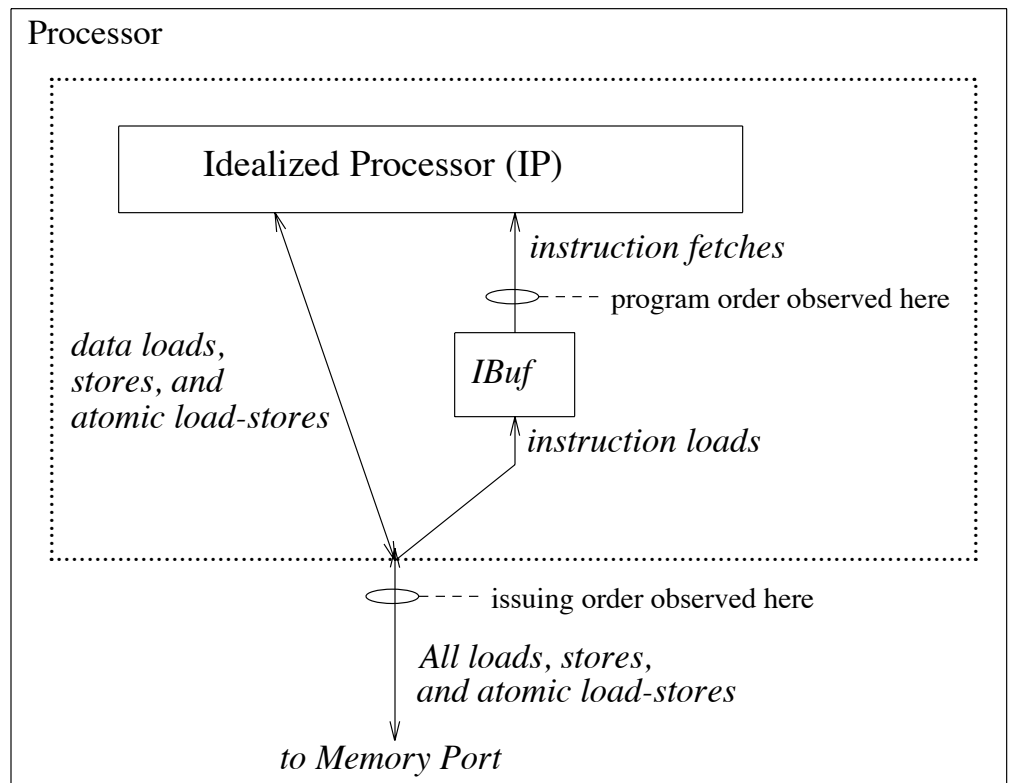 Processor
Idealized Processor (IP)
instruction fetches
program order observed here
data loads,
stores, and
atomic load-stores
IBuf
instruction loads
issuing order observed here
All loads, stores,
and atomic load-stores
to Memory Port